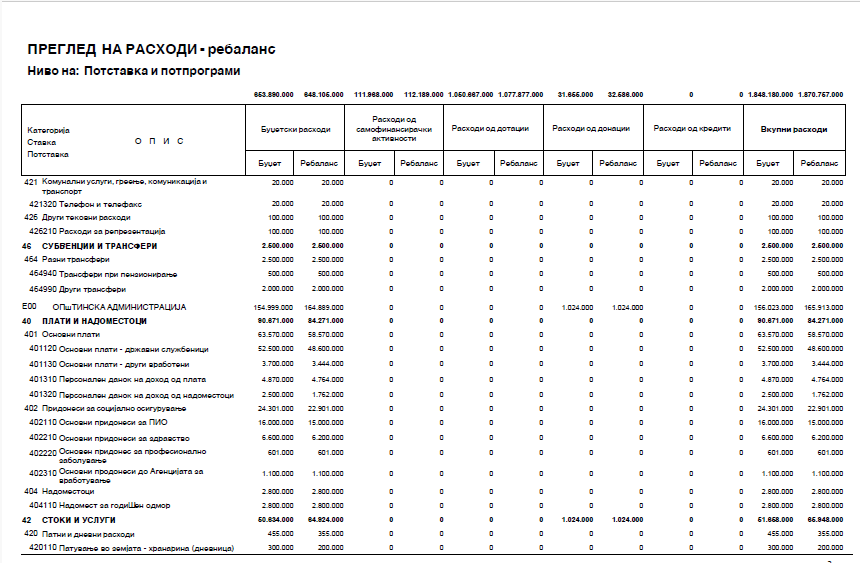 ПРЕГЛЕД НА РАСХОДИ - ребаланс
Ниво на: Потставка и потпрограми
653.890.000 648.105.000 111.968.000 112.189.000 1.050.667.000 1.077.877.000 31.655.000 32.586.000 0 0 1.848.180.000 1.870.757.000
Категорија Ставка Потставка О П И С Буџетски расходи Расходи од самофинансирачки активности Расходи од дотации Расходи од донации Расходи од кредити Вкупни расходи
Буџет Ребаланс Буџет Ребаланс Буџет Ребаланс Буџет Ребаланс Буџет Ребаланс Буџет Ребаланс
421 Комунални услуги, греење, комуникација и транспорт 20.000 20.000 0 0 0 0 0 0 0 0 20.000 20.000
421320 Телефон и телефакс 20.000 20.000 0 0 0 0 0 0 0 0 20.000 20.000
426 Други тековни расходи 100.000 100.000 0 0 0 0 0 0 0 0 100.000 100.000
426210 Расходи за репрезентација 100.000 100.000 0 0 0 0 0 0 0 0 100.000 100.000
46 СУБВЕНЦИИ И ТРАНСФЕРИ 2.500.000 2.500.000 0 0 0 0 0 0 0 0 2.500.000 2.500.000
464 Разни трансфери 2.500.000 2.500.000 0 0 0 0 0 0 0 0 2.500.000 2.500.000
464940 Трансфери при пензионирање 500.000 500.000 0 0 0 0 0 0 0 0 500.000 500.000
464990 Други трансфери 2.000.000 2.000.000 0 0 0 0 0 0 0 0 2.000.000 2.000.000
Е00 ОПшТИНСКА АДМИНИСТРАЦИЈА 154.999.000 164.889.000 0 0 0 0 1.024.000 1.024.000 0 0 156.023.000 165.913.000
40 ПЛАТИ И НАДОМЕСТОЦИ 90.671.000 84.271.000 0 0 0 0 0 0 0 0 90.671.000 84.271.000
401 Основни плати 63.570.000 58.570.000 0 0 0 0 0 0 0 0 63.570.000 58.570.000
401120 Основни плати - државни службеници 52.500.000 48.600.000 0 0 0 0 0 0 0 0 52.500.000 48.600.000
401130 Основни плати - други вработени 3.700.000 3.444.000 0 0 0 0 0 0 0 0 3.700.000 3.444.000
401310 Персонален данок на доход од плата 4.870.000 4.764.000 0 0 0 0 0 0 0 0 4.870.000 4.764.000
401320 Персонален данок на доход од надоместоци 2.500.000 1.762.000 0 0 0 0 0 0 0 0 2.500.000 1.762.000
402 Придонеси за социјално осигурување 24.301.000 22.901.000 0 0 0 0 0 0 0 0 24.301.000 22.901.000
402110 Основни придонеси за ПИО 16.000.000 15.000.000 0 0 0 0 0 0 0 0 16.000.000 15.000.000
402210 Основни придонеси за здравство 6.600.000 6.200.000 0 0 0 0 0 0 0 0 6.600.000 6.200.000
402220 Основен придонес за професионално заболување 601.000 601.000 0 0 0 0 0 0 0 0 601.000 601.000
402310 Основни продонеси до Агенцијата за вработување 1.100.000 1.100.000 0 0 0 0 0 0 0 0 1.100.000 1.100.000
404 Надоместоци 2.800.000 2.800.000 0 0 0 0 0 0 0 0 2.800.000 2.800.000
404110 Надомест за годиШен одмор 2.800.000 2.800.000 0 0 0 0 0 0 0 0 2.800.000 2.800.000
42 СТОКИ И УСЛУГИ 50.634.000 64.924.000 0 0 0 0 1.024.000 1.024.000 0 0 51.658.000 65.948.000
420 Патни и дневни расходи 455.000 355.000 0 0 0 0 0 0 0 0 455.000 355.000
420110 Патување во земјата - хранарина (дневница) 300.000 200.000 0 0 0 0 0 0 0 0 300.000 200.000